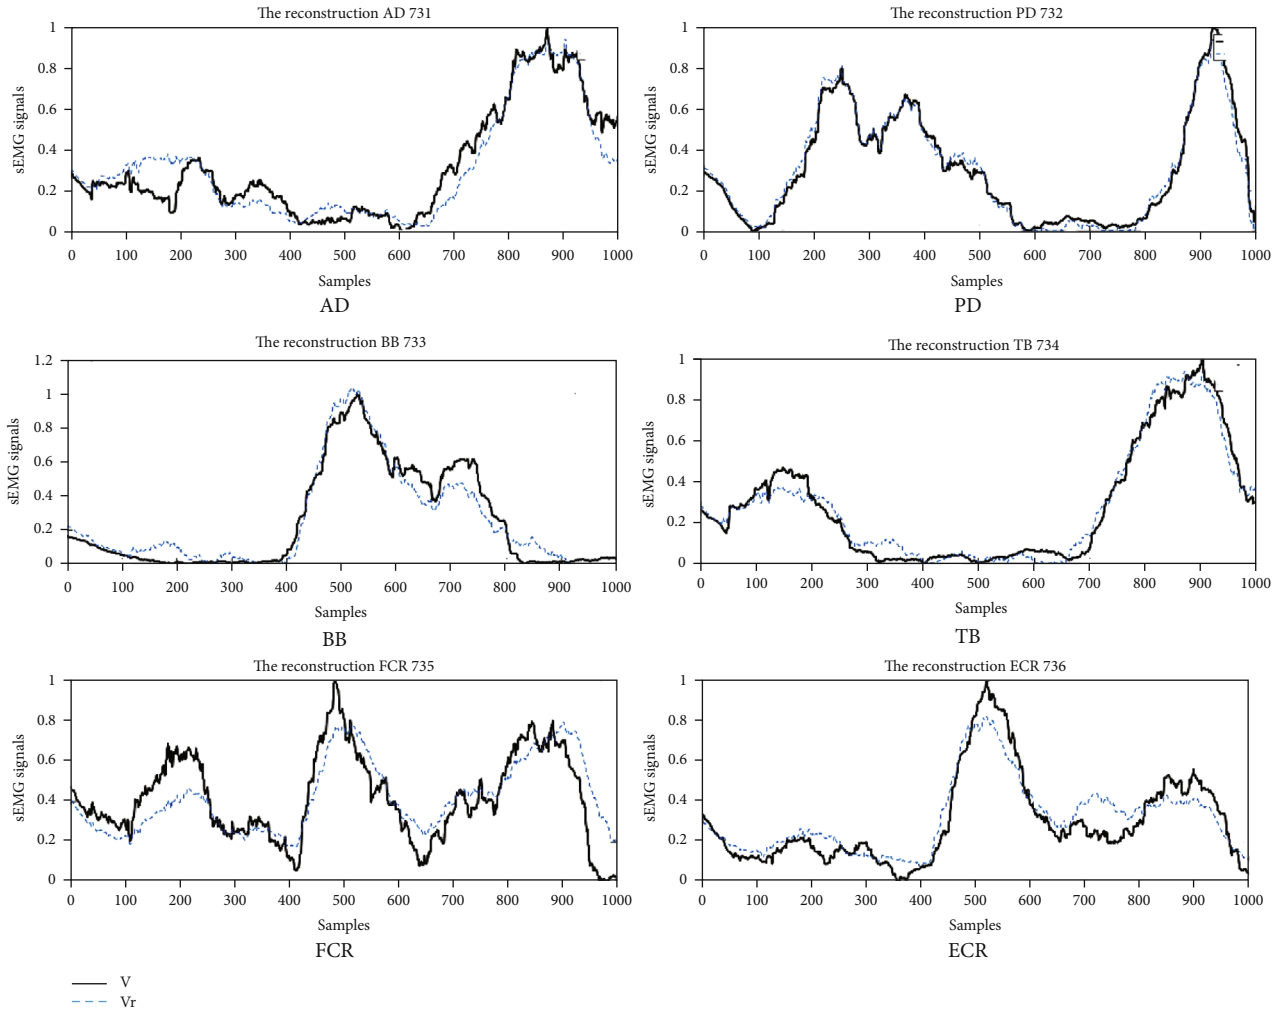 The reconstruction AD 731
sEMG signals
1
0.8
0.6
0.4
0.2
0
0 100 200 300 400 500 600 700 800 900 1000
Samples
AD
The reconstruction PD 732
sEMG signals
1
0.8
0.6
0.4
0.2
0
0 100 200 300 400 500 600 700 800 900 1000
Samples
PD
The reconstruction BB 733
sEMG signals
1.2
1
0.8
0.6
0.4
0.2
0
0 100 200 300 400 500 600 700 800 900 1000
Samples
BB
The reconstruction TB 734
sEMG signals
1
0.8
0.6
0.4
0.2
0
0 100 200 300 400 500 600 700 800 900 1000
Samples
TB
The reconstruction FCR 735
sEMG signals
1
0.8
0.6
0.4
0.2
0
0 100 200 300 400 500 600 700 800 900 1000
Samples
FCR
The reconstruction ECR 736
sEMG signals
1
0.8
0.6
0.4
0.2
0
0 100 200 300 400 500 600 700 800 900 1000
Samples
ECR
V
Vr